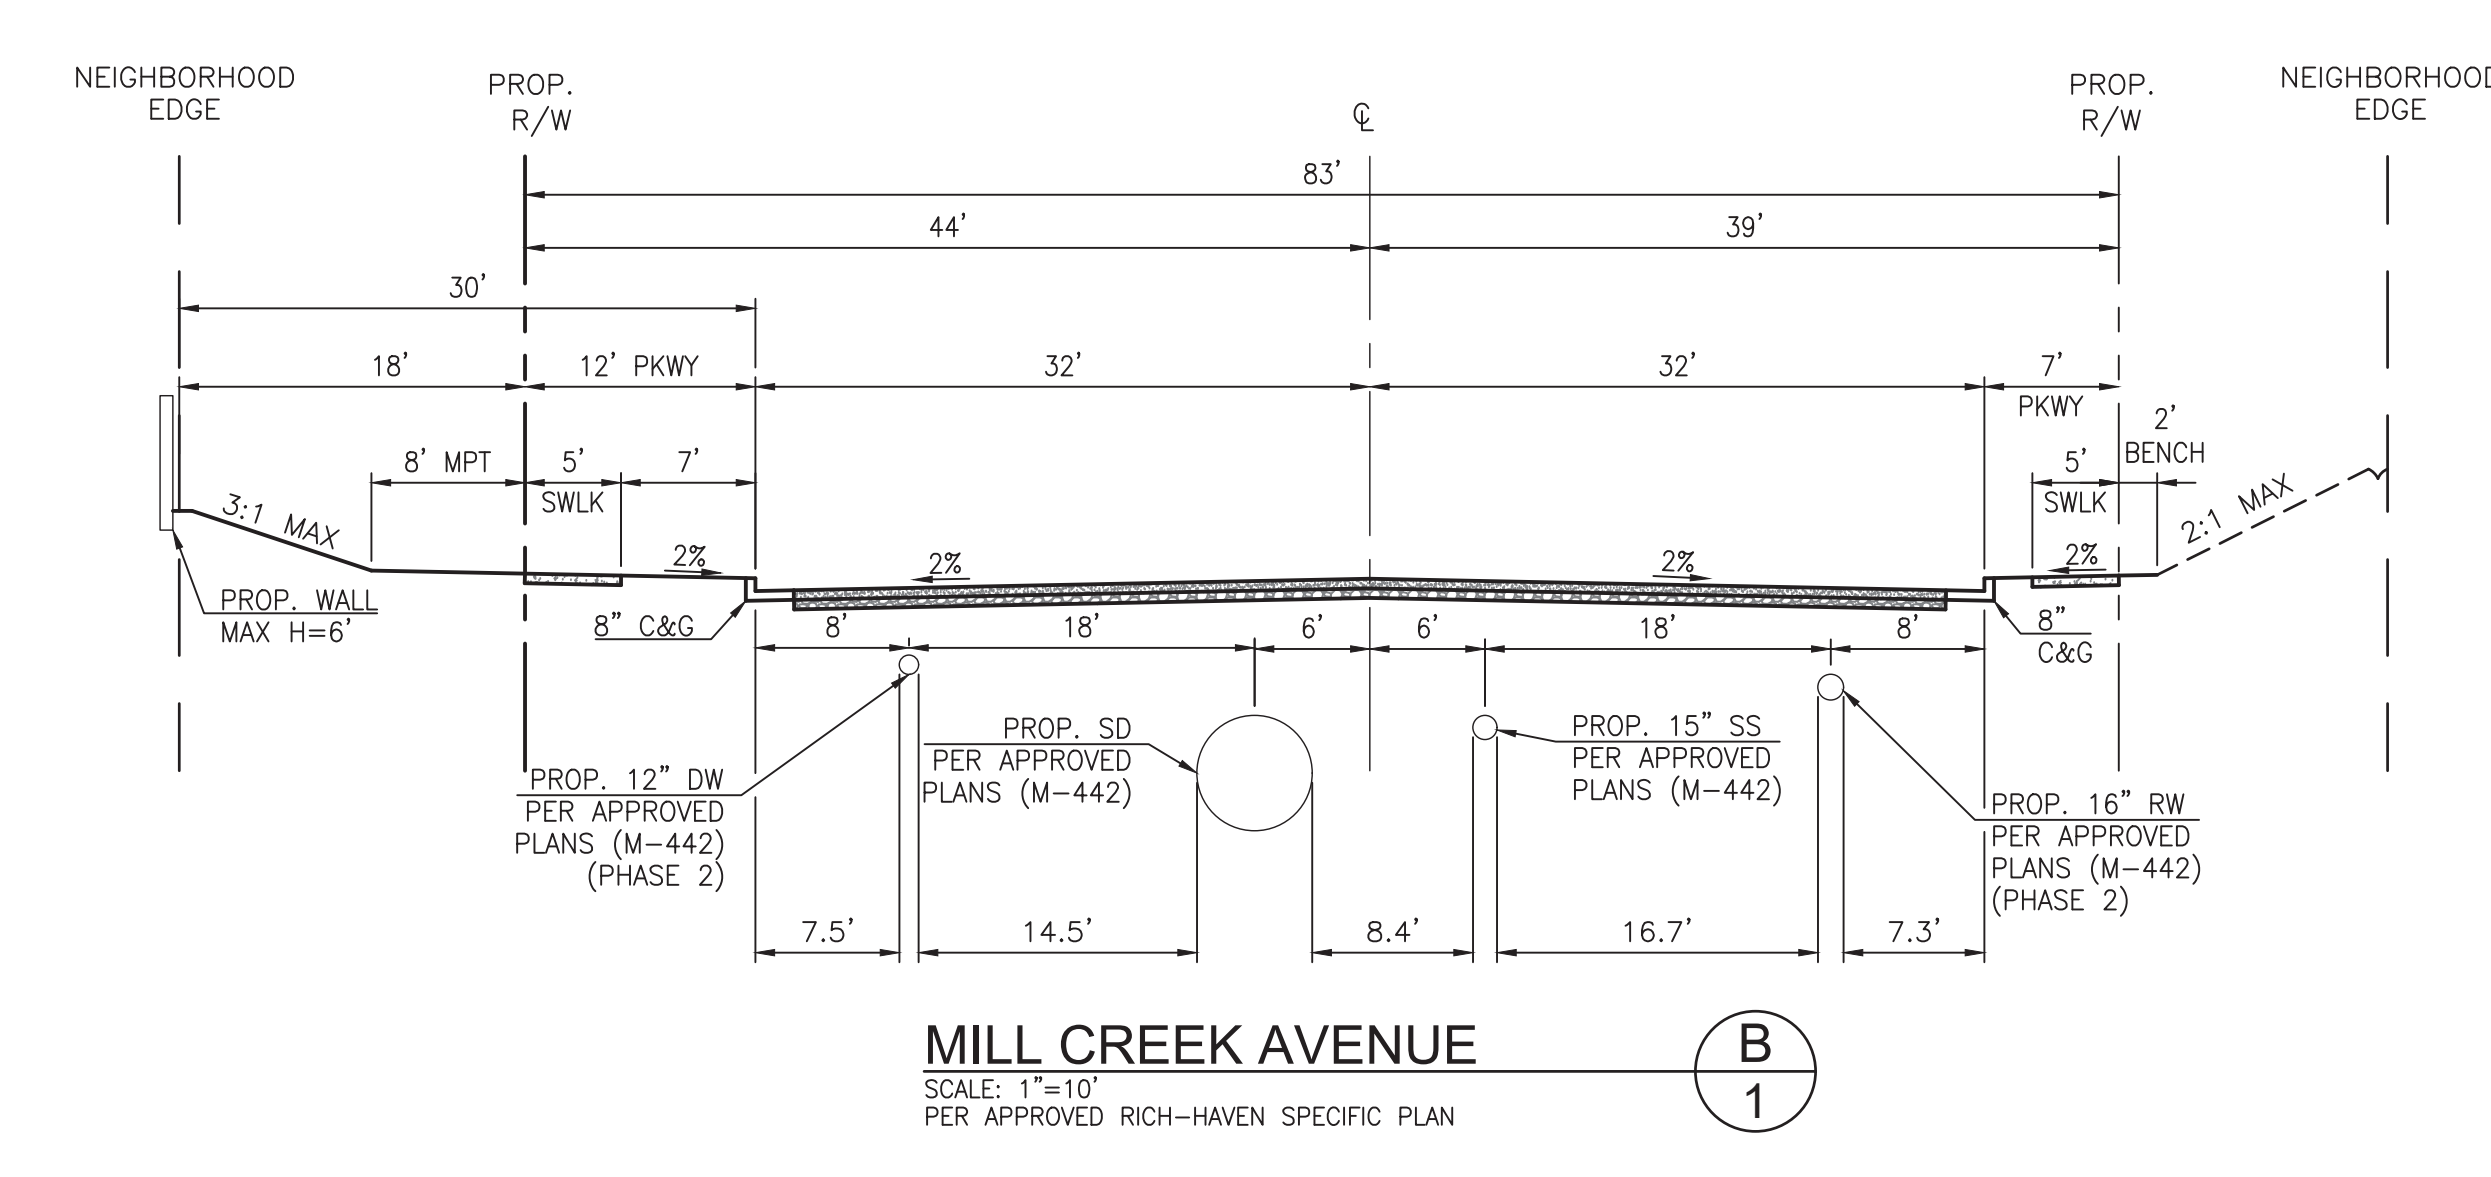 NEIGHBORHOOD
EDGE
PROP.
R/W
℄
PROP.
R/W
NEIGHBORHOOD
EDGE
83’
44’
39’
30’
18’
12’ PKWY
32’
32’
7’
PKWY
8’ MPT
5’
SWLK
7’
5’
SWLK
2’
BENCH
3:1 MAX
2:1 MAX
2%
2%
2%
2%
PROP. WALL
MAX H=6’
8” C&G
8”
C&G
8’
18’
6’
6’
18’
8’
PROP. 12” DW
PER APPROVED
PLANS (M-442)
(PHASE 2)
PROP. SD
PER APPROVED
PLANS (M-442)
PROP. 15” SS
PER APPROVED
PLANS (M-442)
PROP. 16” RW
PER APPROVED
PLANS (M-442)
(PHASE 2)
7.5’
14.5’
8.4’
16.7’
7.3’
MILL CREEK AVENUE
SCALE: 1”=10’
PER APPROVED RICH-HAVEN SPECIFIC PLAN
B
1